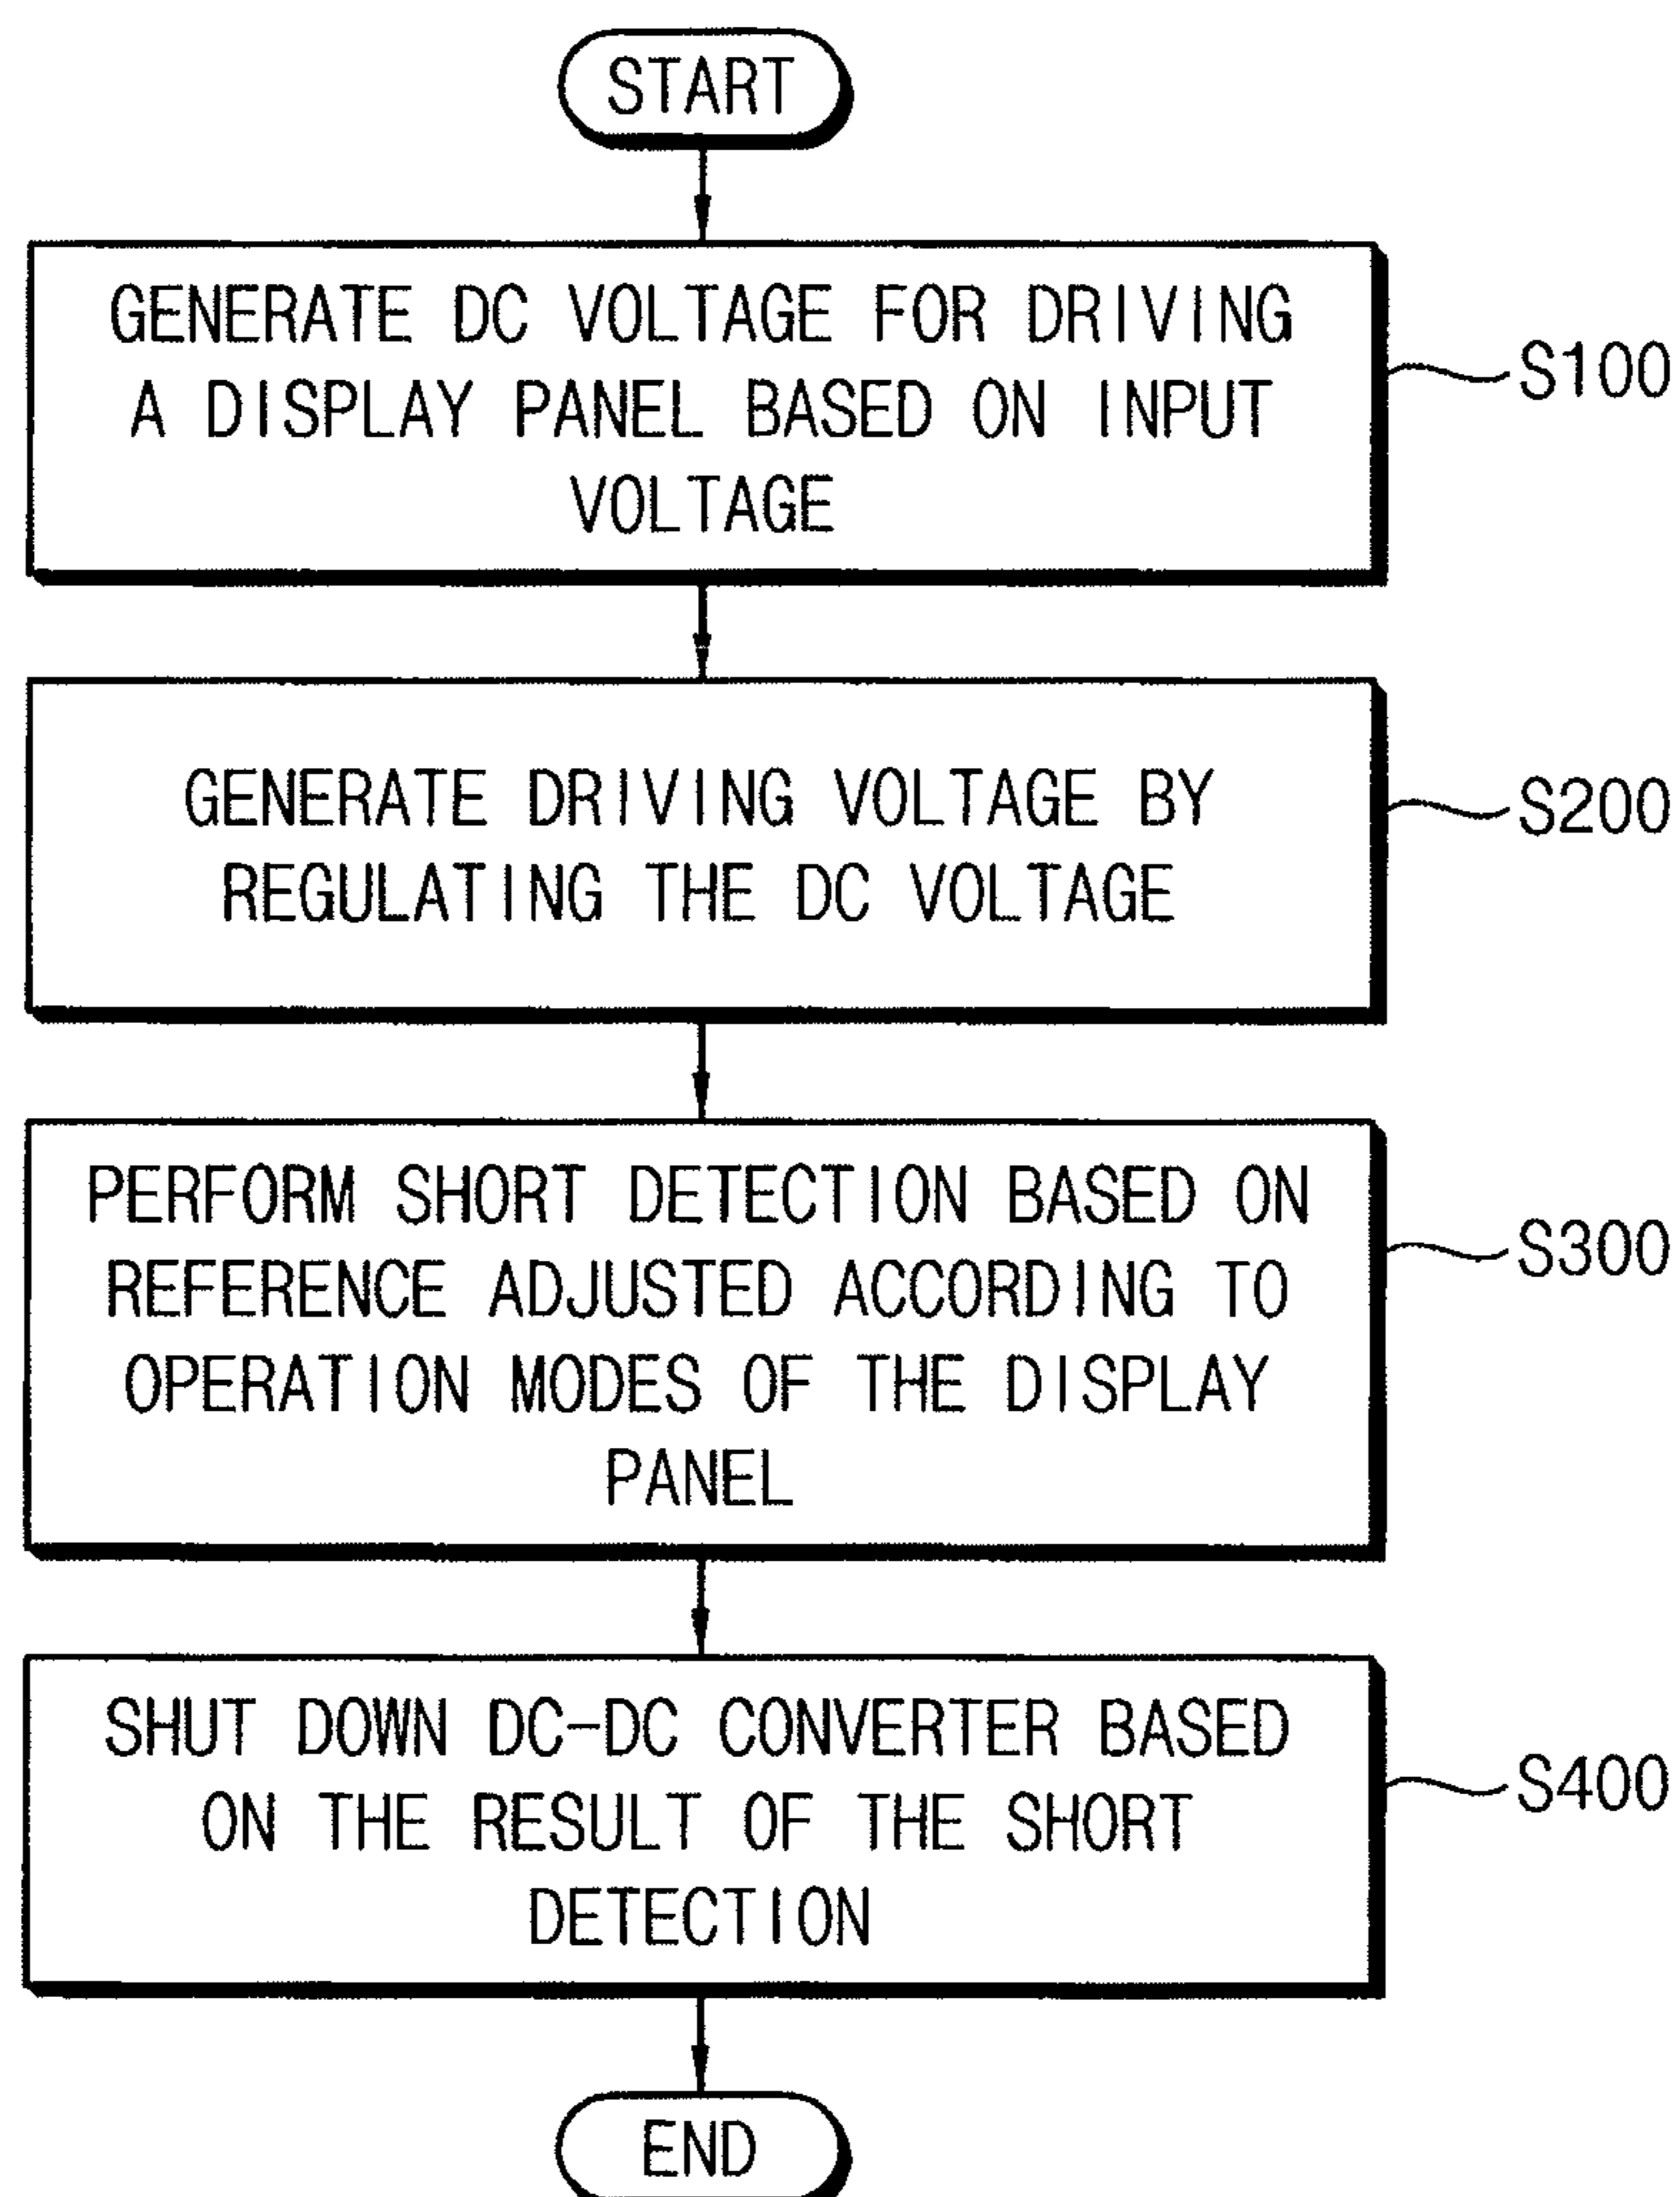 START
GENERATE DC VOLTAGE FOR DRIVING
A DISPLAY PANEL BASED ON INPUT
VOLTAGE
S100
GENERATE DRIVING VOLTAGE BY
REGULATING THE DC VOLTAGE
S200
PERFORM SHORT DETECTION BASED ON
REFERENCE ADJUSTED ACCORDING TO
OPERATION MODES OF THE DISPLAY
PANEL
S300
SHUT DOWN DC-DC CONVERTER BASED
ON THE RESULT OF THE SHORT
DETECTION
S400
END